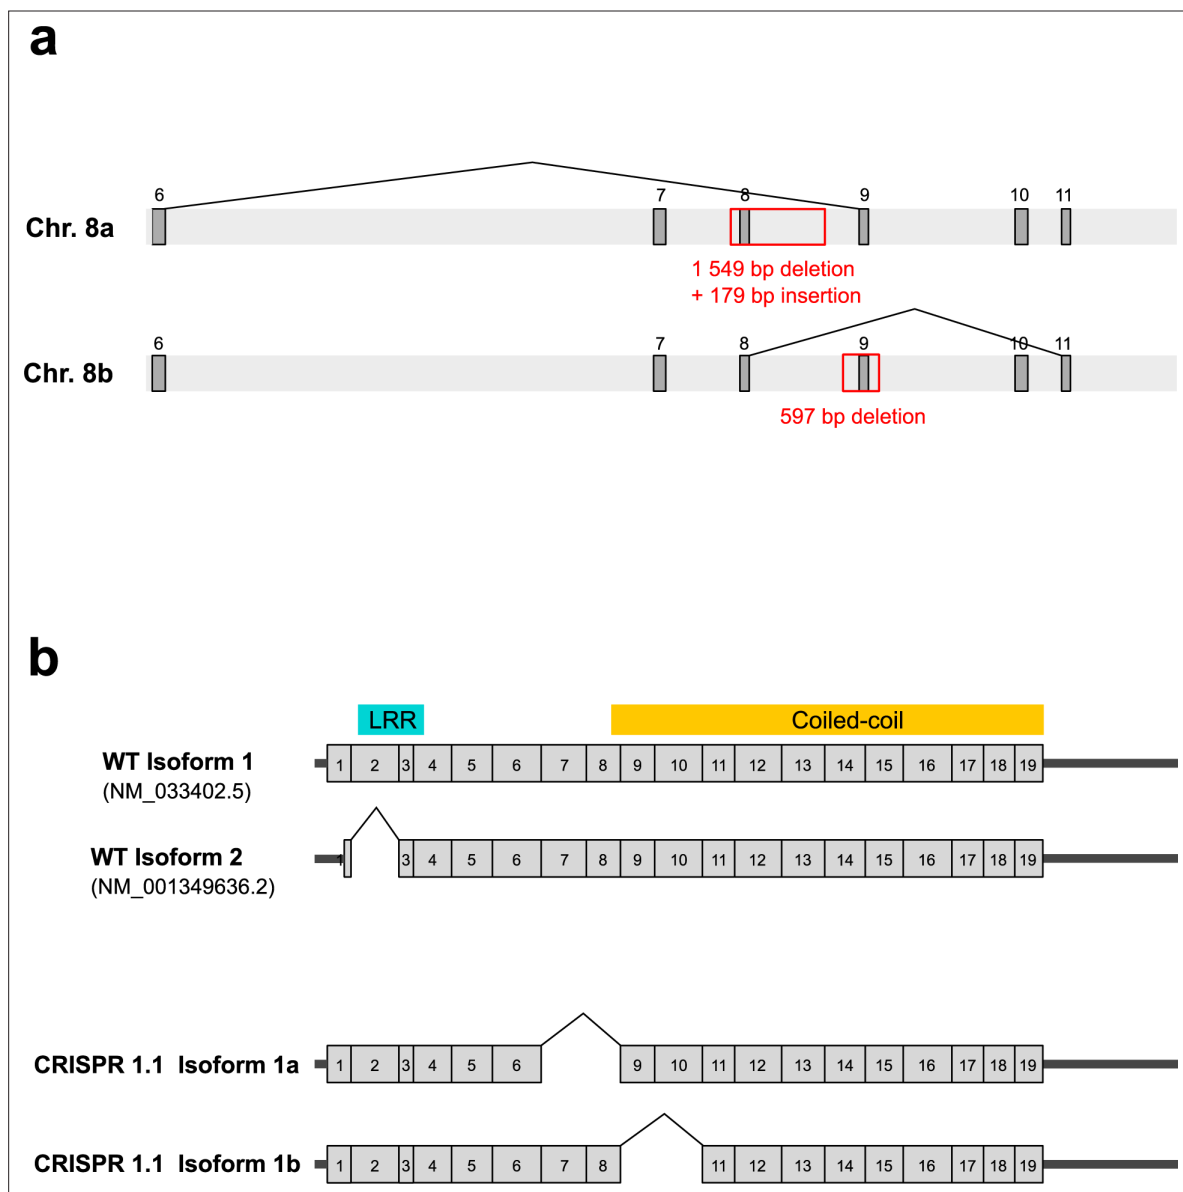 a
6 7 8 9 10 11
Chr. 8a
1 549 bp deletion
+ 179 bp insertion
6 7 8 9 10 11
Chr. 8b
597 bp deletion
b
LRR Coiled-coil
WT Isoform 1 1 2 3 4 5 6 7 8 9 10 11 12 13 14 15 16 17 18 19
(NM_033402.5)
WT Isoform 2 1 3 4 5 6 7 8 9 10 11 12 13 14 15 16 17 18 19
(NM_001349636.2)
CRISPR 1.1 Isoform 1a 1 2 3 4 5 6 9 10 11 12 13 14 15 16 17 18 19
CRISPR 1.1 Isoform 1b 1 2 3 4 5 6 7 8 11 12 13 14 15 16 17 18 19